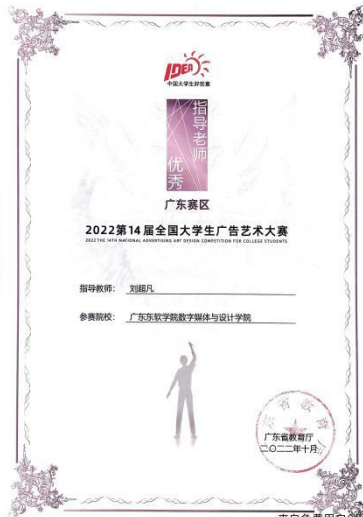 IDEA
中国大学生好创意
指导老师
优秀
广东赛区
2022第14届全国大学生广告艺术大赛
2022 THE 14TH NATIONAL ADVERTISING ART DESIGN COMPETITION FOR COLLEGE STUDENTS
指导教师： 刘超凡
参赛院校： 广东东软学院数字媒体与设计学院
广东省教育厅
二〇二二年十月